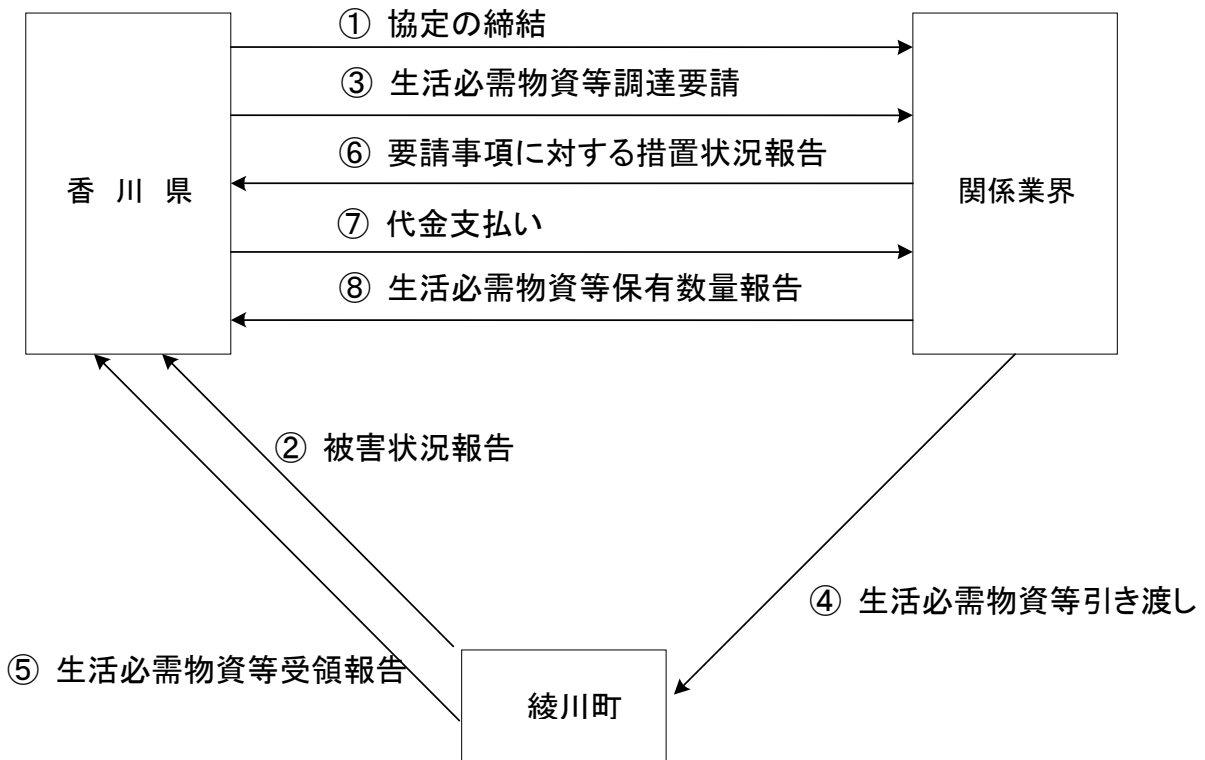 ① 協定の締結
③ 生活必需物資等調達要請
⑥ 要請事項に対する措置状況報告
香 川 県
関係業界
⑦ 代金支払い
⑧ 生活必需物資等保有数量報告
② 被害状況報告
④ 生活必需物資等引き渡し
⑤ 生活必需物資等受領報告
綾川町